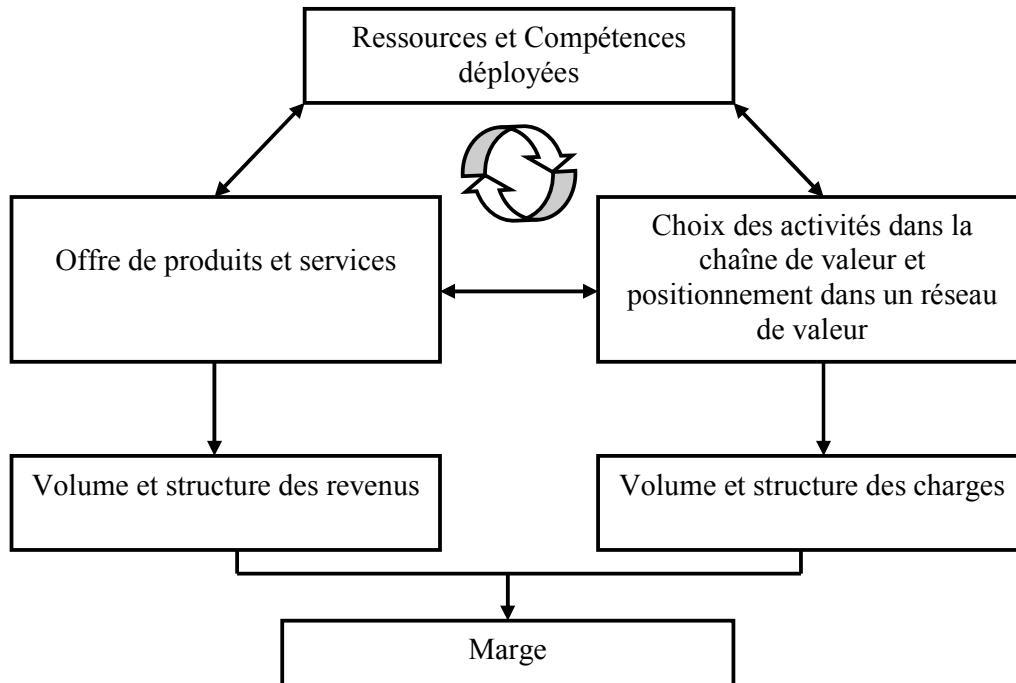 Ressources et Compétences
déployées
Offre de produits et services
Choix des activités dans la
chaîne de valeur et
positionnement dans un réseau
de valeur
Volume et structure des revenus
Volume et structure des charges
Marge